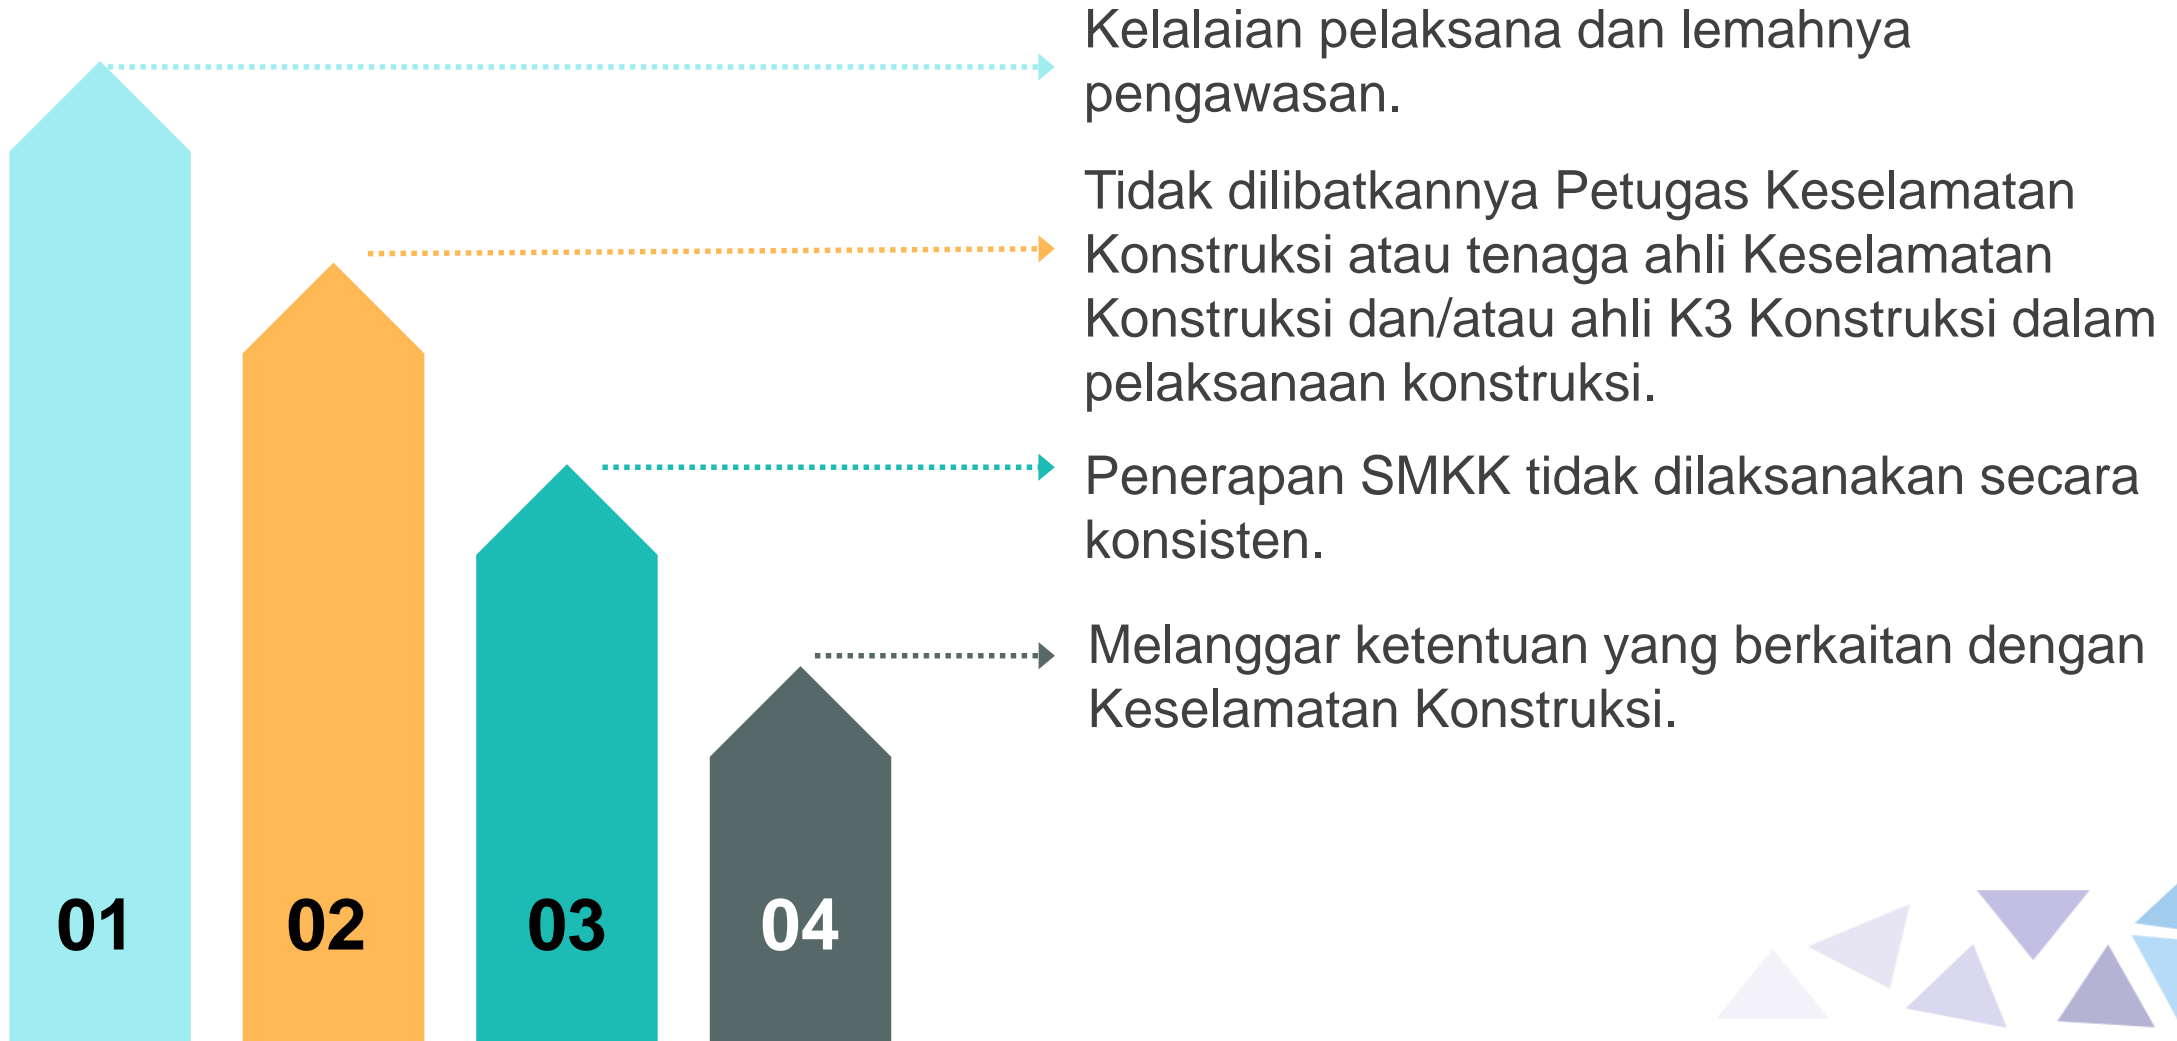 Kelalaian pelaksana dan lemahnya
pengawasan.
Tidak dilibatkannya Petugas Keselamatan
Konstruksi atau tenaga ahli Keselamatan
Konstruksi dan/atau ahli K3 Konstruksi dalam
pelaksanaan konstruksi.
Penerapan SMKK tidak dilaksanakan secara
konsisten.
Melanggar ketentuan yang berkaitan dengan
Keselamatan Konstruksi.
01
02
03
04